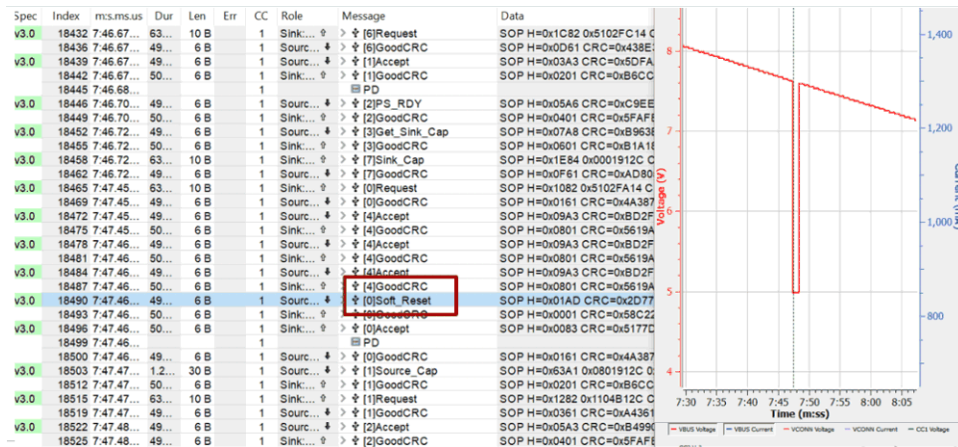 Spec Index m:s.ms.us Dur Len Err CC Role Message Data
v3.0 18432 7:46.67... 63... 10 B 1 Sink:... ⇧ > [6]Request SOP H=0x1C82 0x5102FC14 C
18436 7:46.67... 49... 6 B 1 Sourc... ⬇ > [6]GoodCRC SOP H=0x0D61 CRC=0x438E
v3.0 18439 7:46.67... 49... 6 B 1 Sourc... ⬇ > [1]Accept SOP H=0x03A3 CRC=0x5DFA
18442 7:46.67... 50... 6 B 1 Sink:... ⇧ > [1]GoodCRC SOP H=0x0201 CRC=0xB6CC
18445 7:46.68... 1 PD
v3.0 18446 7:46.70... 49... 6 B 1 Sourc... ⬇ > [2]PS_RDY SOP H=0x05A6 CRC=0xC9EE
18449 7:46.70... 50... 6 B 1 Sink:... ⇧ > [2]GoodCRC SOP H=0x0401 CRC=0x5FAF
v3.0 18452 7:46.72... 49... 6 B 1 Sourc... ⬇ > [3]Get_Sink_Cap SOP H=0x07A8 CRC=0xB963
18455 7:46.72... 50... 6 B 1 Sink:... ⇧ > [3]GoodCRC SOP H=0x0601 CRC=0xB1A1
v3.0 18458 7:46.72... 63... 10 B 1 Sink:... ⇧ > [7]Sink_Cap SOP H=0x1E84 0x0001912C C
18462 7:46.72... 49... 6 B 1 Sourc... ⬇ > [7]GoodCRC SOP H=0x0F61 CRC=0xAD80
v3.0 18465 7:47.45... 63... 10 B 1 Sink:... ⇧ > [0]Request SOP H=0x1082 0x5102FA14 C
18469 7:47.45... 49... 6 B 1 Sourc... ⬇ > [0]GoodCRC SOP H=0x0161 CRC=0x4A387
v3.0 18472 7:47.45... 49... 6 B 1 Sourc... ⬇ > [4]Accept SOP H=0x09A3 CRC=0xBD2F
18475 7:47.45... 50... 6 B 1 Sink:... ⇧ > [4]GoodCRC SOP H=0x0801 CRC=0x5619A
v3.0 18478 7:47.46... 49... 6 B 1 Sourc... ⬇ > [4]Accept SOP H=0x09A3 CRC=0xBD2F
18481 7:47.46... 50... 6 B 1 Sink:... ⇧ > [4]GoodCRC SOP H=0x0801 CRC=0x5619A
v3.0 18484 7:47.46... 49... 6 B 1 Sourc... ⬇ > [4]Accept SOP H=0x09A3 CRC=0xBD2F
18487 7:47.46... 50... 6 B 1 Sink:... ⇧ > [4]GoodCRC SOP H=0x0801 CRC=0x5619A
v3.0 18490 7:47.46... 49... 6 B 1 Sourc... ⬇ > [0]Soft_Reset SOP H=0x01AD CRC=0x2D77
18493 7:47.46... 50... 6 B 1 Sink:... ⇧ > [0]GoodCRC SOP H=0x0001 CRC=0x58C22
v3.0 18496 7:47.46... 50... 6 B 1 Sink:... ⇧ > [0]Accept SOP H=0x0083 CRC=0x5177D
18499 7:47.46... 1 PD
18500 7:47.46... 49... 6 B 1 Sourc... ⬇ > [0]GoodCRC SOP H=0x0161 CRC=0x4A387
v3.0 18503 7:47.47... 1.2... 30 B 1 Sourc... ⬇ > [1]Source_Cap SOP H=0x63A1 0x0801912C 0
18512 7:47.47... 50... 6 B 1 Sink:... ⇧ > [1]GoodCRC SOP H=0x0201 CRC=0xB6CC
v3.0 18515 7:47.47... 63... 10 B 1 Sink:... ⇧ > [1]Request SOP H=0x1282 0x1104B12C C
18519 7:47.47... 49... 6 B 1 Sourc... ⬇ > [1]GoodCRC SOP H=0x0361 CRC=0xA4361
v3.0 18522 7:47.48... 49... 6 B 1 Sourc... ⬇ > [2]Accept SOP H=0x05A3 CRC=0xB4990
18525 7:47.48... 49... 6 B 1 Sink:... ⇧ > [2]GoodCRC SOP H=0x0401 CRC=0x5FAF
8
7
6
5
4
Voltage (V)
1,400
1,200
1,000
800
7:30 7:35 7:40 7:45 7:50 7:55 8:00 8:05
Time (m:ss)
VBUS Voltage VBUS Current VCONN Voltage VCONN Current CC1 Voltage